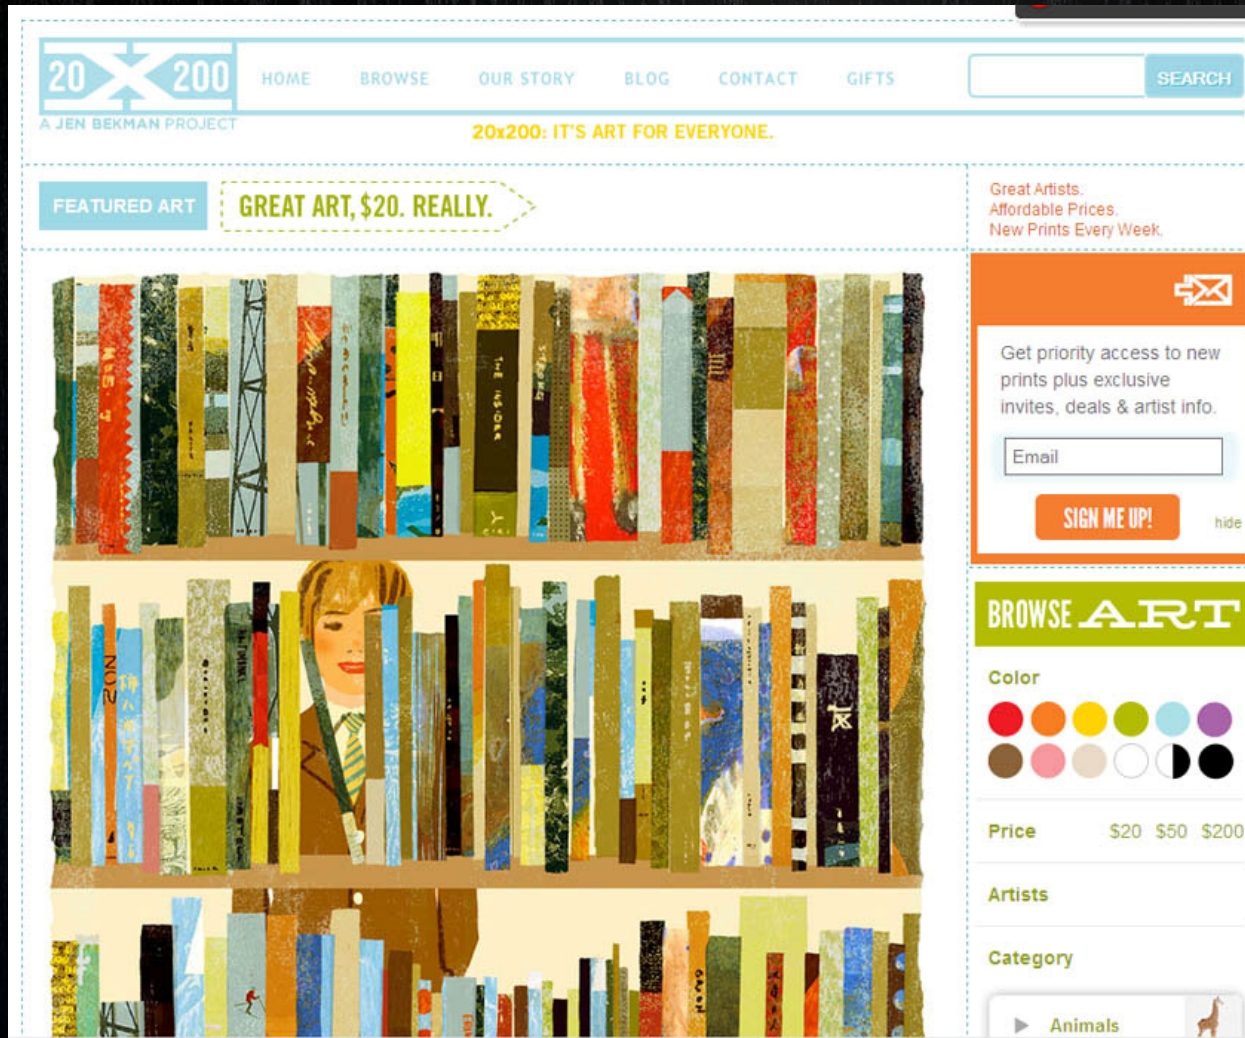 20X200
A JEN BEKMAN PROJECT
HOME BROWSE OUR STORY BLOG CONTACT GIFTS
SEARCH
20x200: IT'S ART FOR EVERYONE.
FEATURED ART
GREAT ART, $20. REALLY.
Great Artists.
Affordable Prices.
New Prints Every Week.
THE INSIDER
Get priority access to new
prints plus exclusive
invites, deals & artist info.
Email
SIGN ME UP!
hide
BROWSE ART
Color
Price $20 $50 $200
Artists
Category
Animals